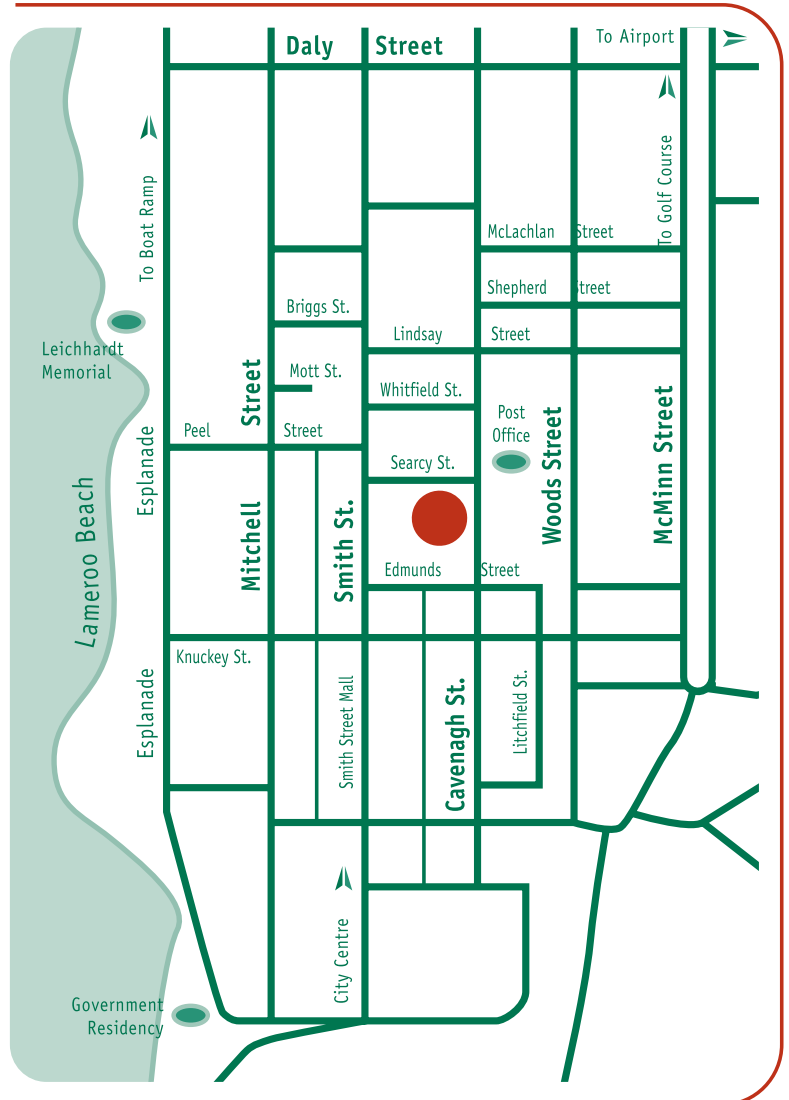 Daly Street
To Airport
To Golf Course
To Boat Ramp
McLachlan Street
Shepherd Street
Briggs St.
Leichhardt
Memorial
Lindsay Street
Mott St.
Whitfield St.
Post
Office
Peel Street
Searcy St.
Esplanade
Lameroo Beach
Mitchell Street
Smith St.
Woods Street
McMinn Street
Edmunds Street
Knuckey St.
Esplanade
Smith Street Mall
Cavenagh St.
Litchfield St.
City Centre
Government
Residency